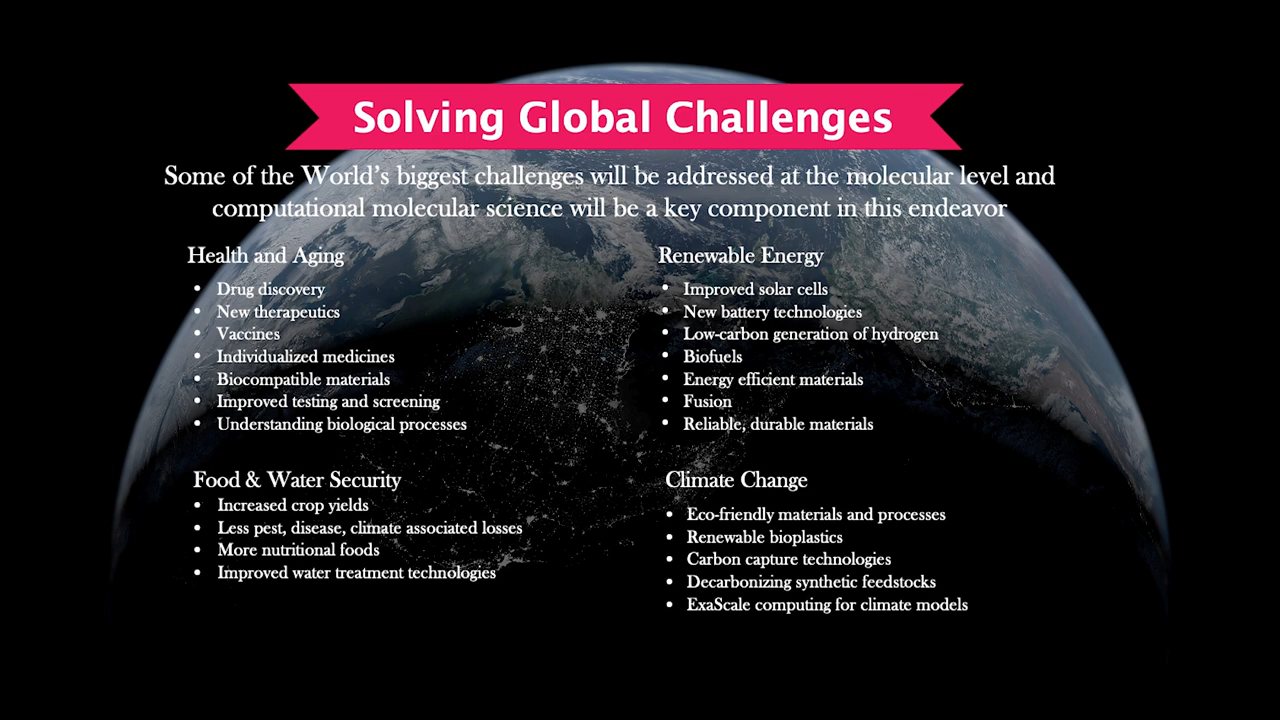 Solving Global Challenges
Some of the World's biggest challenges will be addressed at the molecular level and
computational molecular science will be a key component in this endeavor
Health and Aging
• Drug discovery
• New therapeutics
• Vaccines
• Individualized medicines
• Biocompatible materials
• Improved testing and screening
• Understanding biological processes
Renewable Energy
• Improved solar cells
• New battery technologies
• Low-carbon generation of hydrogen
• Biofuels
• Energy efficient materials
• Fusion
• Reliable, durable materials
Food & Water Security
• Increased crop yields
• Less pest, disease, climate associated losses
• More nutritional foods
• Improved water treatment technologies
Climate Change
• Eco-friendly materials and processes
• Renewable bioplastics
• Carbon capture technologies
• Decarbonizing synthetic feedstocks
• ExaScale computing for climate models